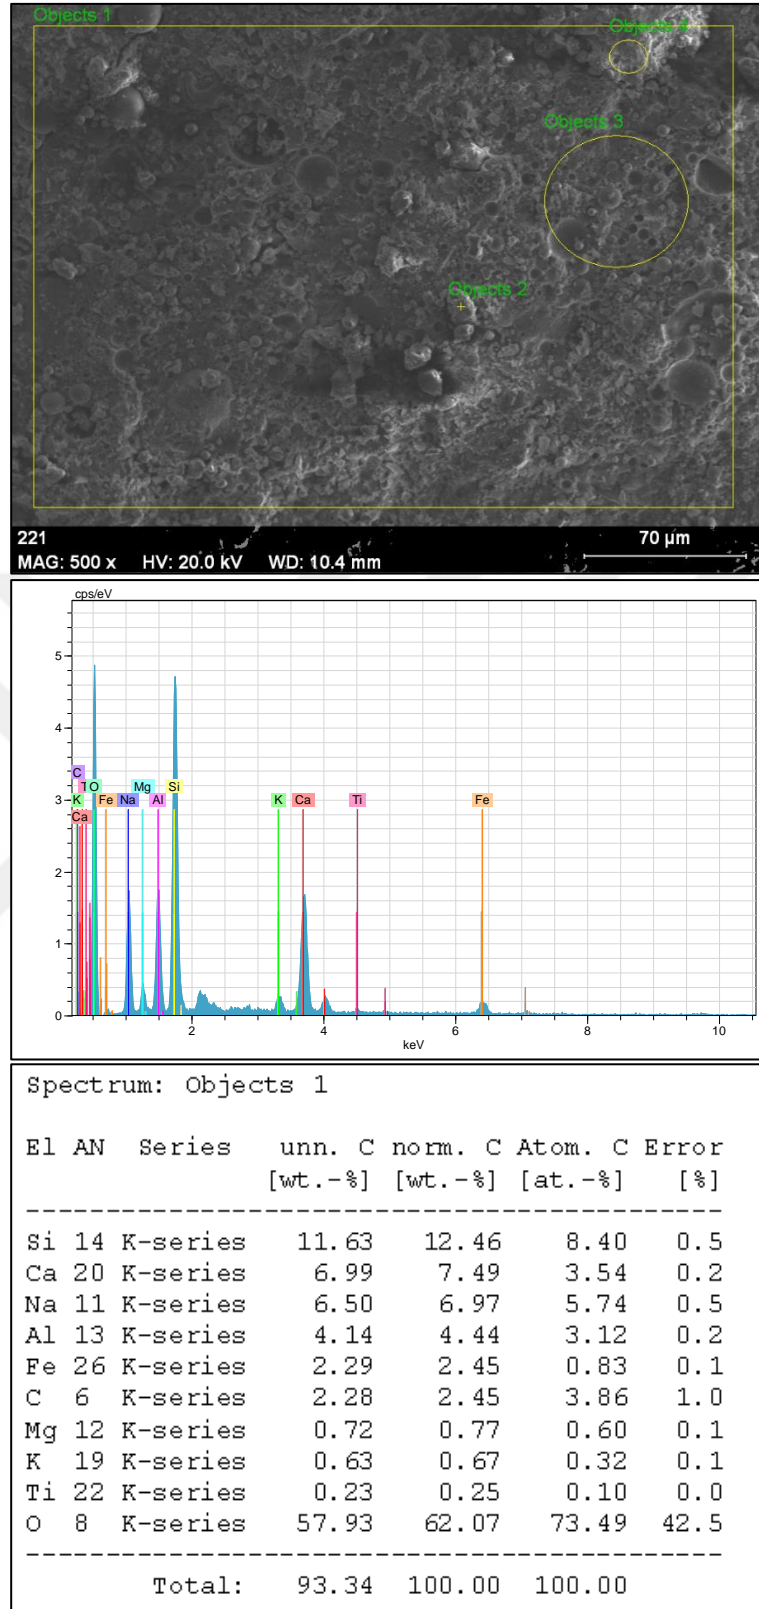 Objects 1
Objects 4
Objects 3
Objects 2
221
70 µm
MAG: 500 x HV: 20.0 kV WD: 10.4 mm
cps/eV
5
4
3
2
1
0
C
T O Mg Si
K Fe Na Al K Ca Ti Fe
Ca
2 4 6 8 10
keV
Spectrum: Objects 1
El AN Series unn. C norm. C Atom. C Error
[wt.-%] [wt.-%] [at.-%] [%]
-----------------------------------------------
Si 14 K-series 11.63 12.46 8.40 0.5
Ca 20 K-series 6.99 7.49 3.54 0.2
Na 11 K-series 6.50 6.97 5.74 0.5
Al 13 K-series 4.14 4.44 3.12 0.2
Fe 26 K-series 2.29 2.45 0.83 0.1
C 6 K-series 2.28 2.45 3.86 1.0
Mg 12 K-series 0.72 0.77 0.60 0.1
K 19 K-series 0.63 0.67 0.32 0.1
Ti 22 K-series 0.23 0.25 0.10 0.0
O 8 K-series 57.93 62.07 73.49 42.5
-----------------------------------------------
Total: 93.34 100.00 100.00